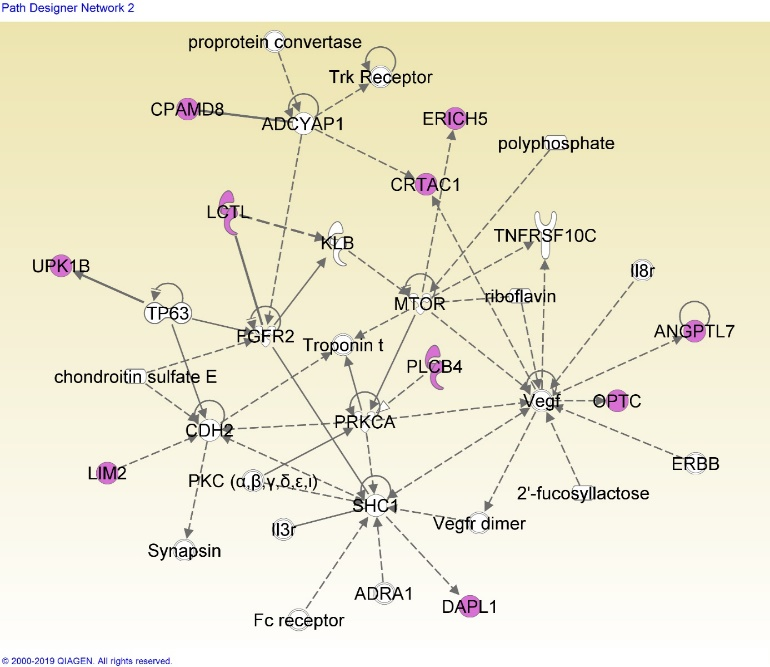 Path Designer Network 2
proprotein convertase
Trk Receptor
CPAMD8
ADCYAP1
ERICH5
polyphosphate
CRTAC1
LCTL
KLB
TNFRSF10C
UPK1B
Il8r
MTOR
riboflavin
TP63
FGFR2
Troponin t
ANGPTL7
PLCB4
chondroitin sulfate E
Vegf
OPTC
PRKCA
CDH2
ERBB
LIM2
PKC (α,β,γ,δ,ε,ι)
2'-fucosyllactose
SHC1
Il3r
Vegfr dimer
Synapsin
ADRA1
DAPL1
Fc receptor
© 2000-2019 QIAGEN. All rights reserved.